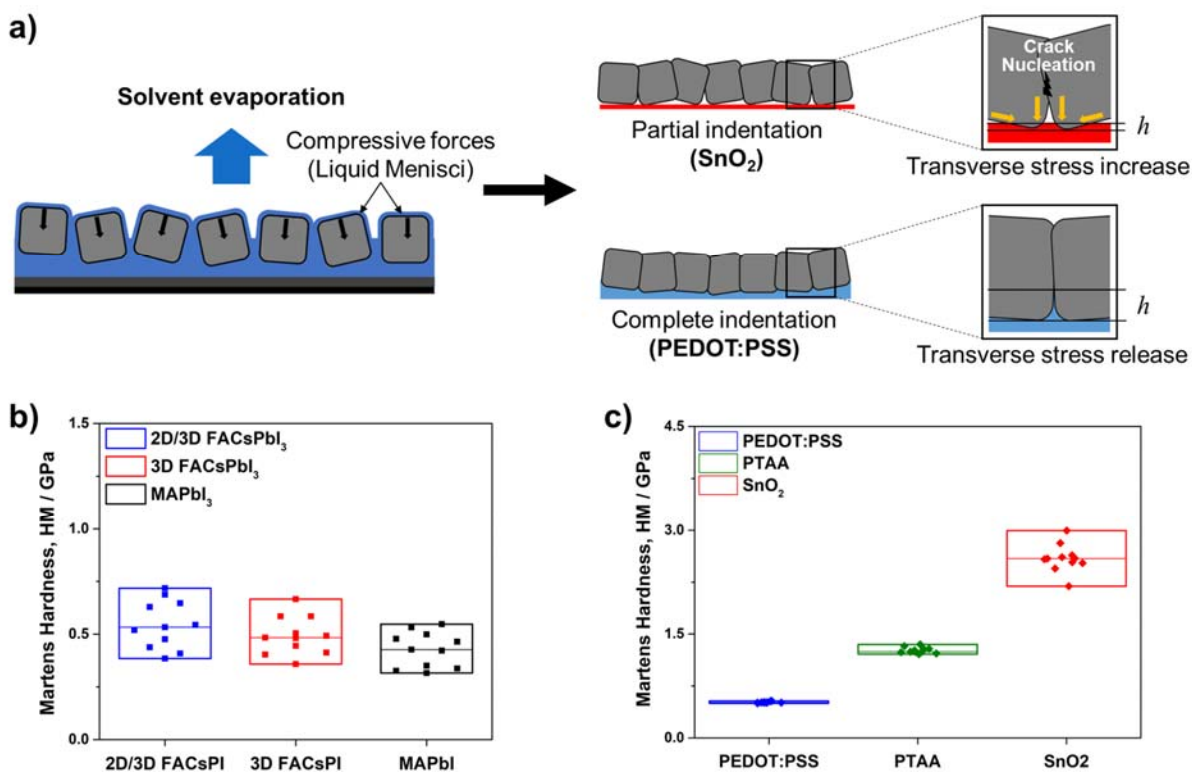 a)
Solvent evaporation
Compressive forces
(Liquid Menisci)
Partial indentation
(SnO₂)
Crack
Nucleation
h
Transverse stress increase
Complete indentation
(PEDOT:PSS)
h
Transverse stress release
b)
Martens Hardness, HM / GPa
1.5
1.0
0.5
0.0
2D/3D FACsPbI₃
3D FACsPbI₃
MAPbI₃
2D/3D FACsPI
3D FACsPI
MAPbI
c)
Martens Hardness, HM / GPa
4.5
3.0
1.5
0.0
PEDOT:PSS
PTAA
SnO₂
PEDOT:PSS
PTAA
SnO2